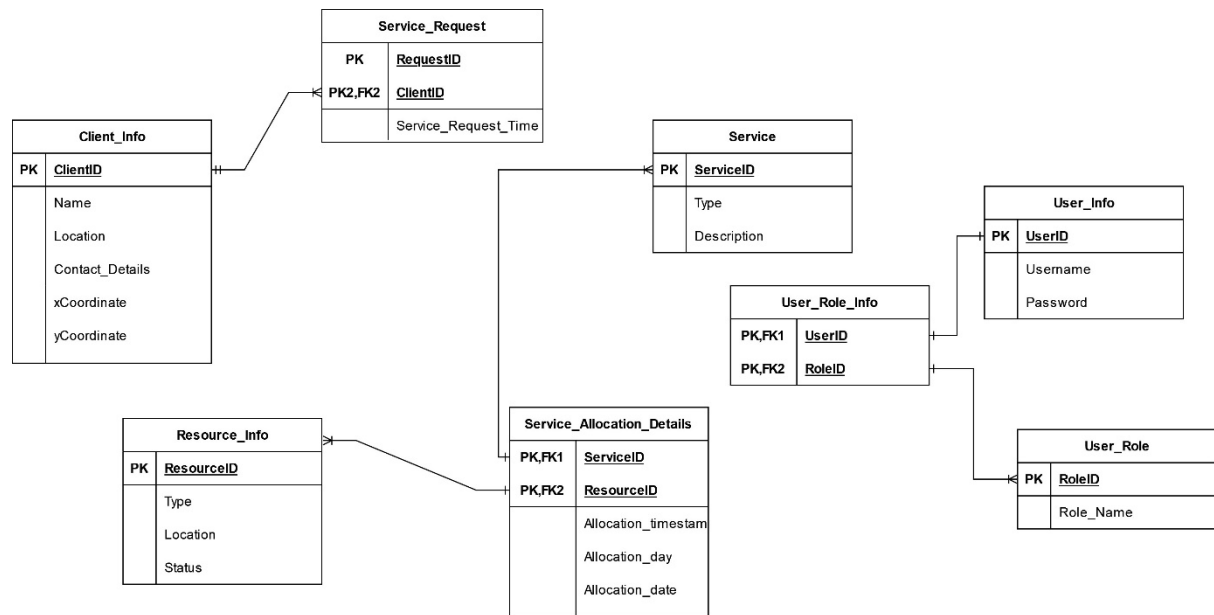 Service_Request
PK RequestID
PK2,FK2 ClientID
Service_Request_Time
Client_Info
PK ClientID
Name
Location
Contact_Details
xCoordinate
yCoordinate
Service
PK ServiceID
Type
Description
User_Info
PK UserID
Username
Password
User_Role_Info
PK,FK1 UserID
PK,FK2 RoleID
Resource_Info
PK ResourceID
Type
Location
Status
Service_Allocation_Details
PK,FK1 ServiceID
PK,FK2 ResourceID
Allocation_timestam
Allocation_day
Allocation_date
User_Role
PK RoleID
Role_Name